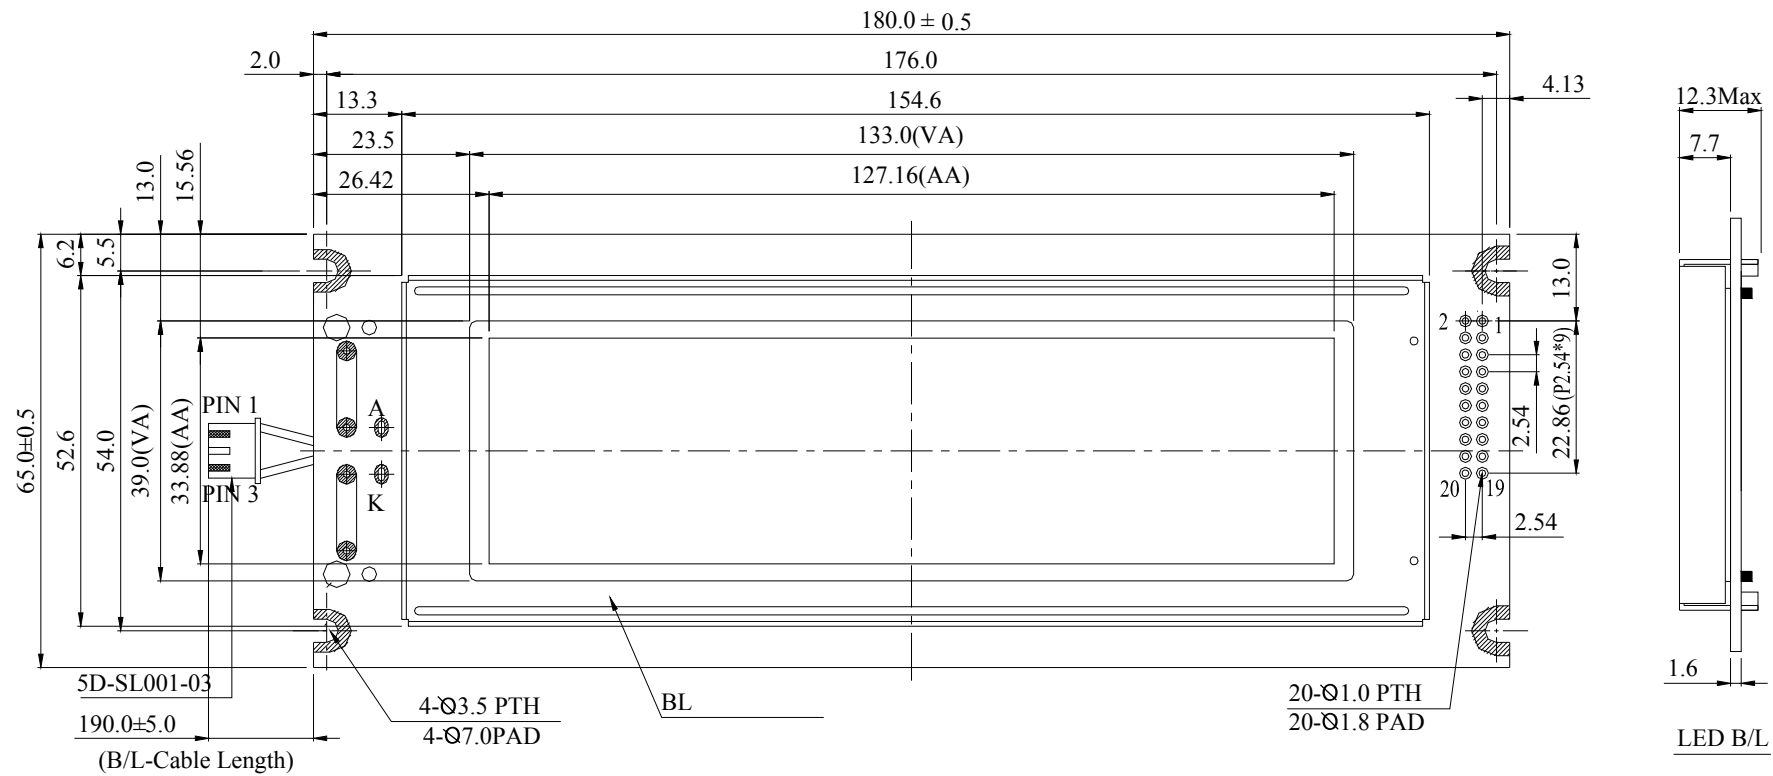 180.0 ± 0.5
2.0
176.0
4.13
12.3Max
13.3
154.6
7.7
23.5
133.0(VA)
26.42
127.16(AA)
13.0
15.56
6.2
5.5
13.0
2
1
PIN 1
A
65.0±0.5
52.6
54.0
39.0(VA)
33.88(AA)
2.54
22.86 (P2.54*9)
PIN 3
K
20
19
2.54
5D-SL001-03
4-Ø3.5 PTH
4-Ø7.0PAD
BL
20-Ø1.0 PTH
20-Ø1.8 PAD
1.6
190.0±5.0
(B/L-Cable Length)
LED B/L